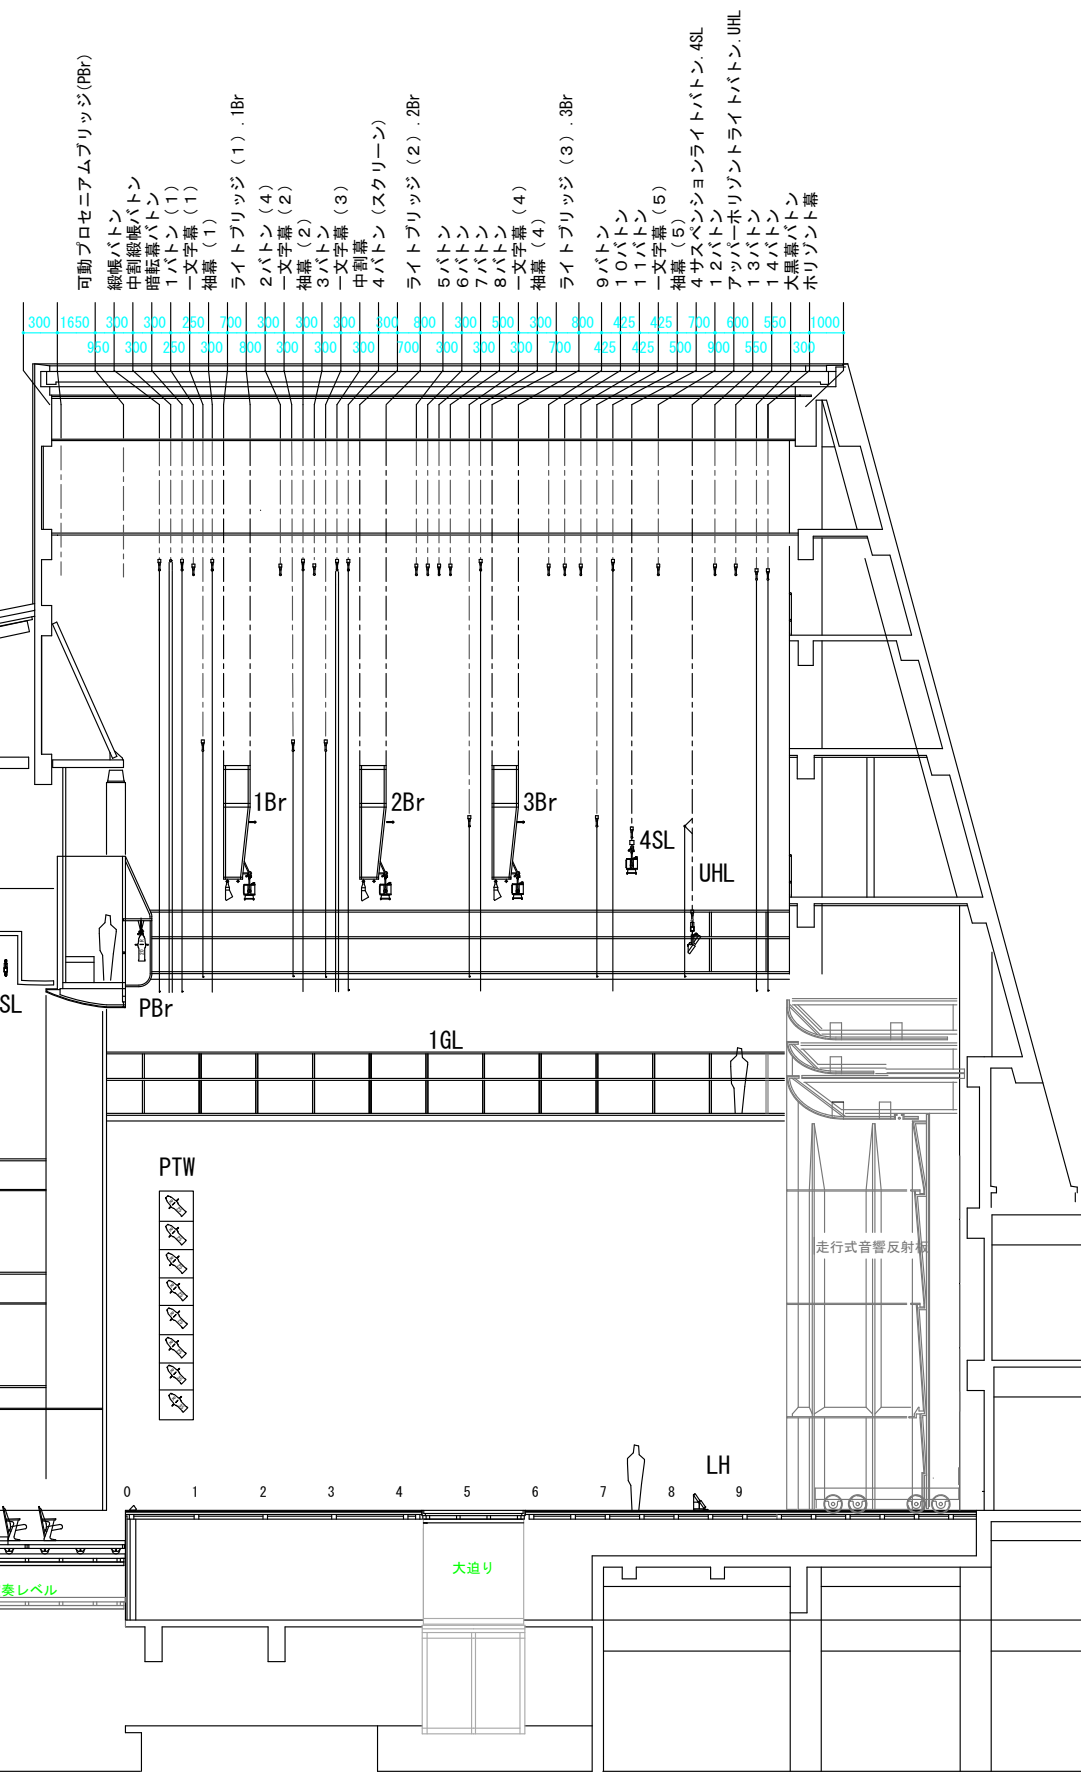 可動プロセニアムブリッジ(PBr)
緞帳バトン
中割緞帳バトン
暗転幕バトン
1バトン(1)
一文字幕(1)
袖幕(1)
ライトブリッジ(1).1Br
2バトン(4)
一文字幕(2)
袖幕(2)
3バトン
一文字幕(3)
中割幕
4バトン(スクリーン)
ライトブリッジ(2).2Br
5バトン
6バトン
7バトン
8バトン
一文字幕(4)
袖幕(4)
ライトブリッジ(3).3Br
9バトン
10バトン
11バトン
一文字幕(5)
袖幕(5)
4サスペンションライトバトン.4SL
12バトン
アッパーホリゾントライトバトン.UHL
13バトン
14バトン
大黒幕バトン
ホリゾント幕
300 1650 300 300 250 700 300 300 300 300 800 300 500 300 800 425 425 700 600 550 1000
950 300 250 300 800 300 300 300 700 300 300 300 700 425 425 500 900 550 300
1Br 2Br 3Br
4SL
UHL
SL
PBr
1GL
PTW
走行式音響反射板
LH
0 1 2 3 4 5 6 7 8 9
大迫り
奏レベル